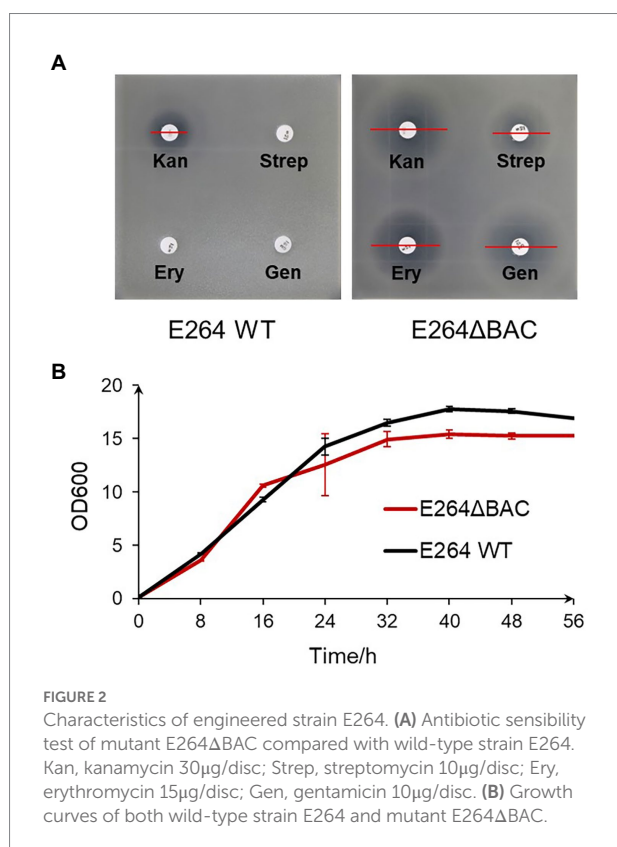 A
Kan Strep
Ery Gen
Kan Strep
Ery Gen
E264 WT
E264ΔBAC
B
OD600
20
15
10
5
0
E264ΔBAC
E264 WT
0 8 16 24 32 40 48 56
Time/h
FIGURE 2
Characteristics of engineered strain E264. (A) Antibiotic sensibility
test of mutant E264ΔBAC compared with wild-type strain E264.
Kan, kanamycin 30μg/disc; Strep, streptomycin 10μg/disc; Ery,
erythromycin 15μg/disc; Gen, gentamicin 10μg/disc. (B) Growth
curves of both wild-type strain E264 and mutant E264ΔBAC.